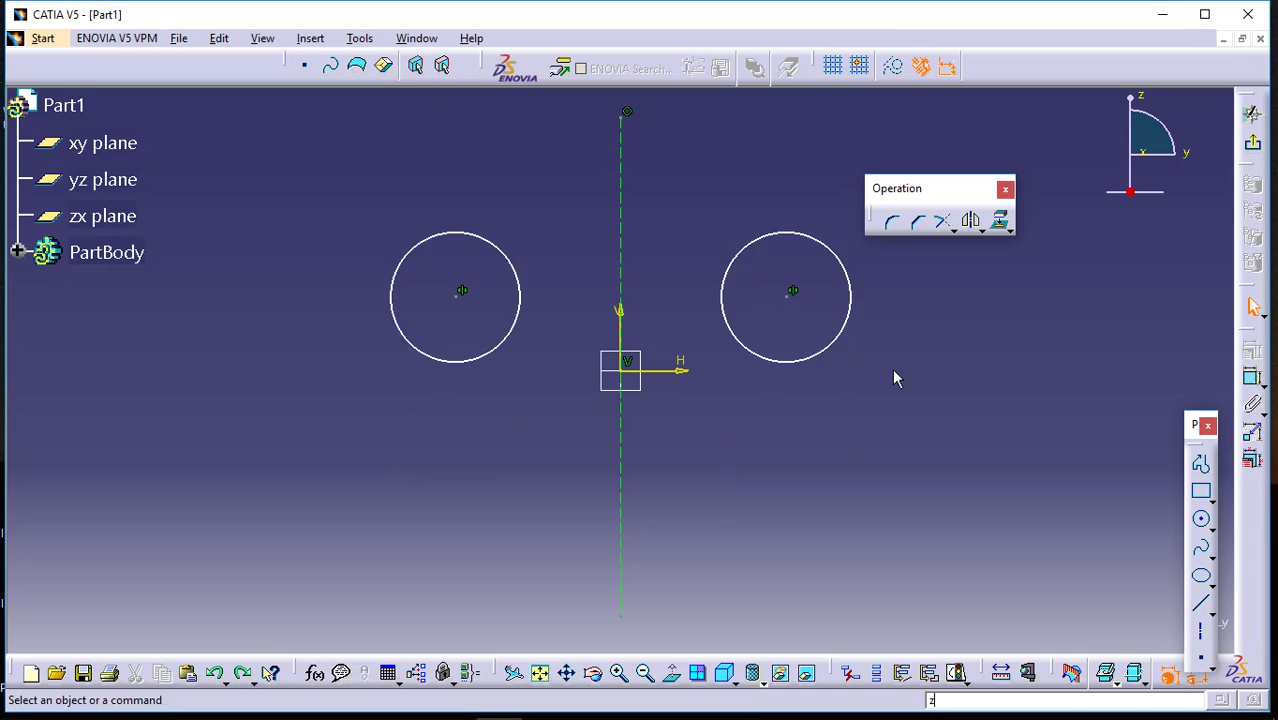 CATIA V5 - [Part1]
Start ENOVIA V5 VPM File Edit View Insert Tools Window Help
ENOVIA ENOVIA Search...
Part1
xy plane
yz plane
zx plane
PartBody
z
x y
Operation
V
V H
P
f(x)
CATIA
Select an object or a command z